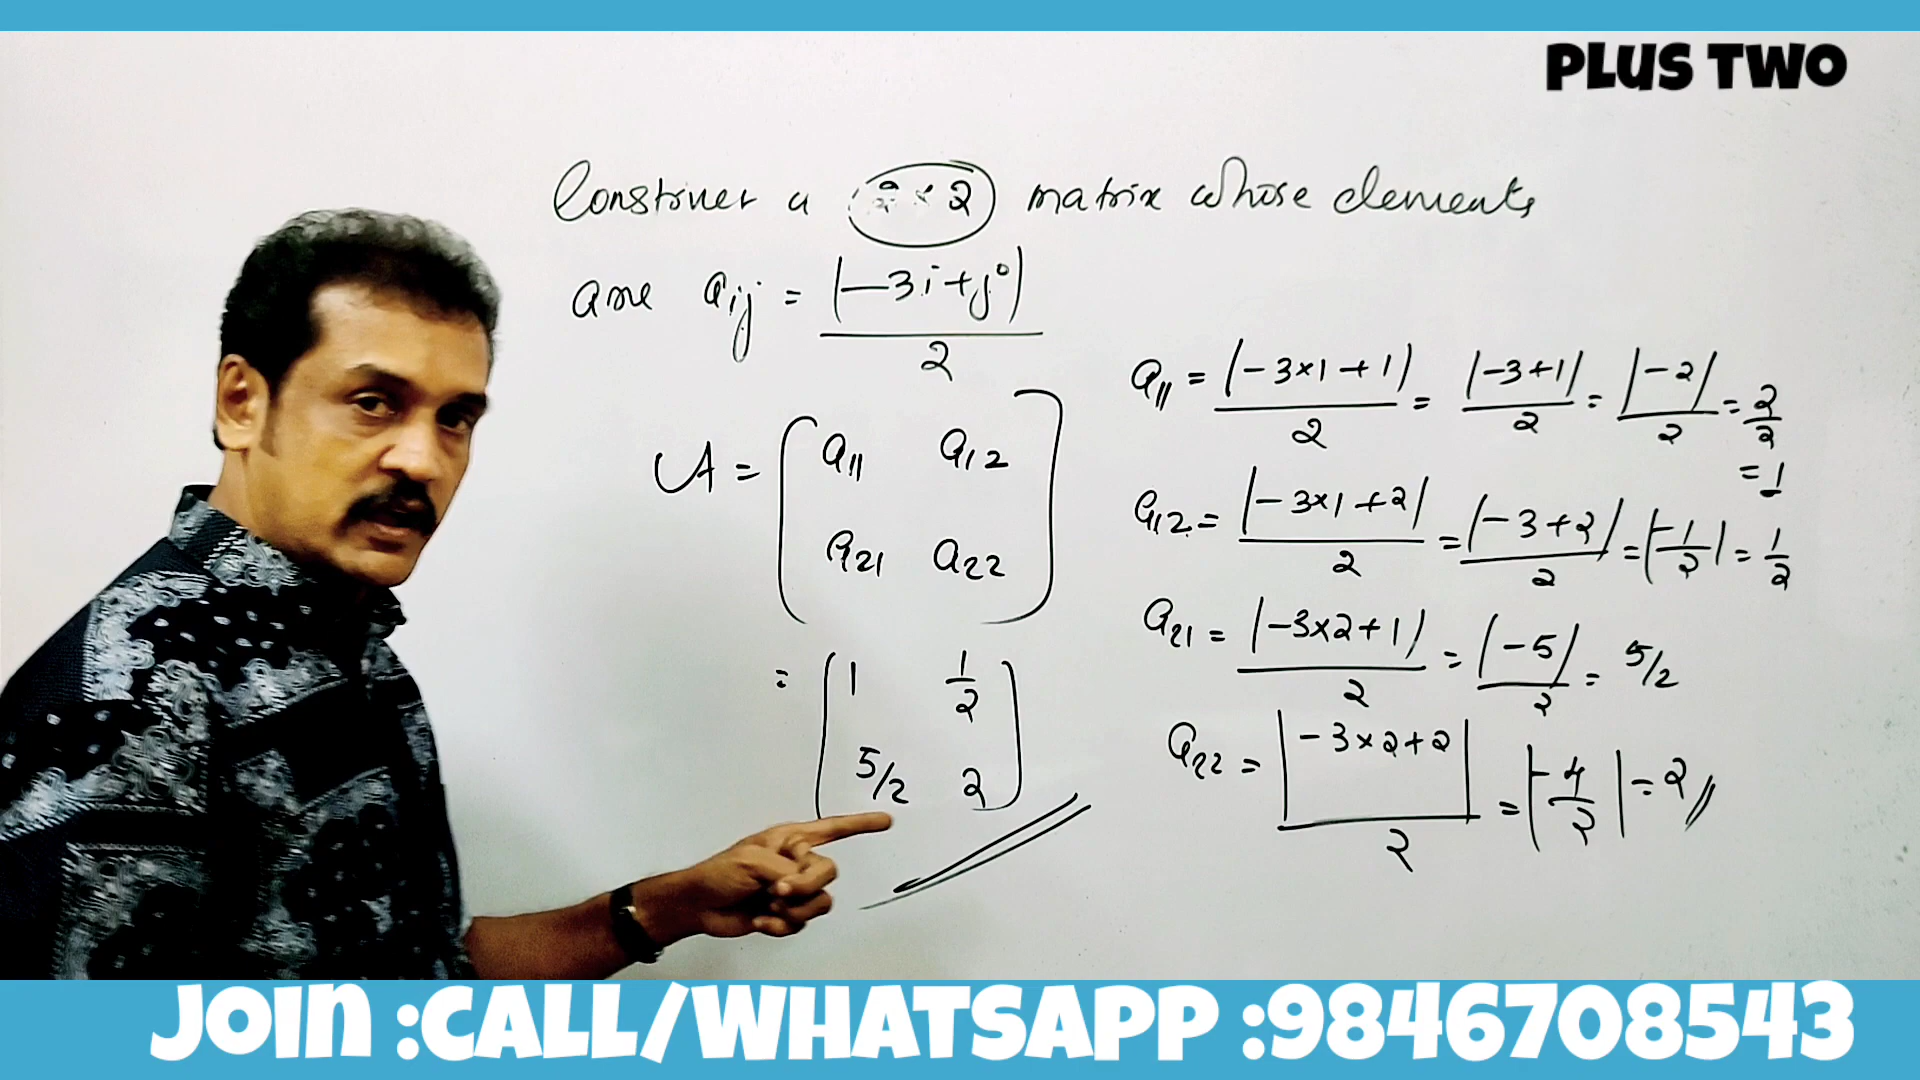 PLUS TWO
Construct a 2 × 2 matrix whose elements
are aij = |-3i+j| / 2
A = [a11 a12
a21 a22]
= [1 1/2
5/2 2]
a11 = |-3×1+1| / 2 = |-3+1| / 2 = |-2| / 2 = 2/2
= 1
a12 = |-3×1+2| / 2 = |-3+2| / 2 = |-1/2| = 1/2
a21 = |-3×2+1| / 2 = |-5| / 2 = 5/2
a22 = |-3×2+2| / 2 = |-4/2| = 2//
JOIN :CALL/WHATSAPP :9846708543